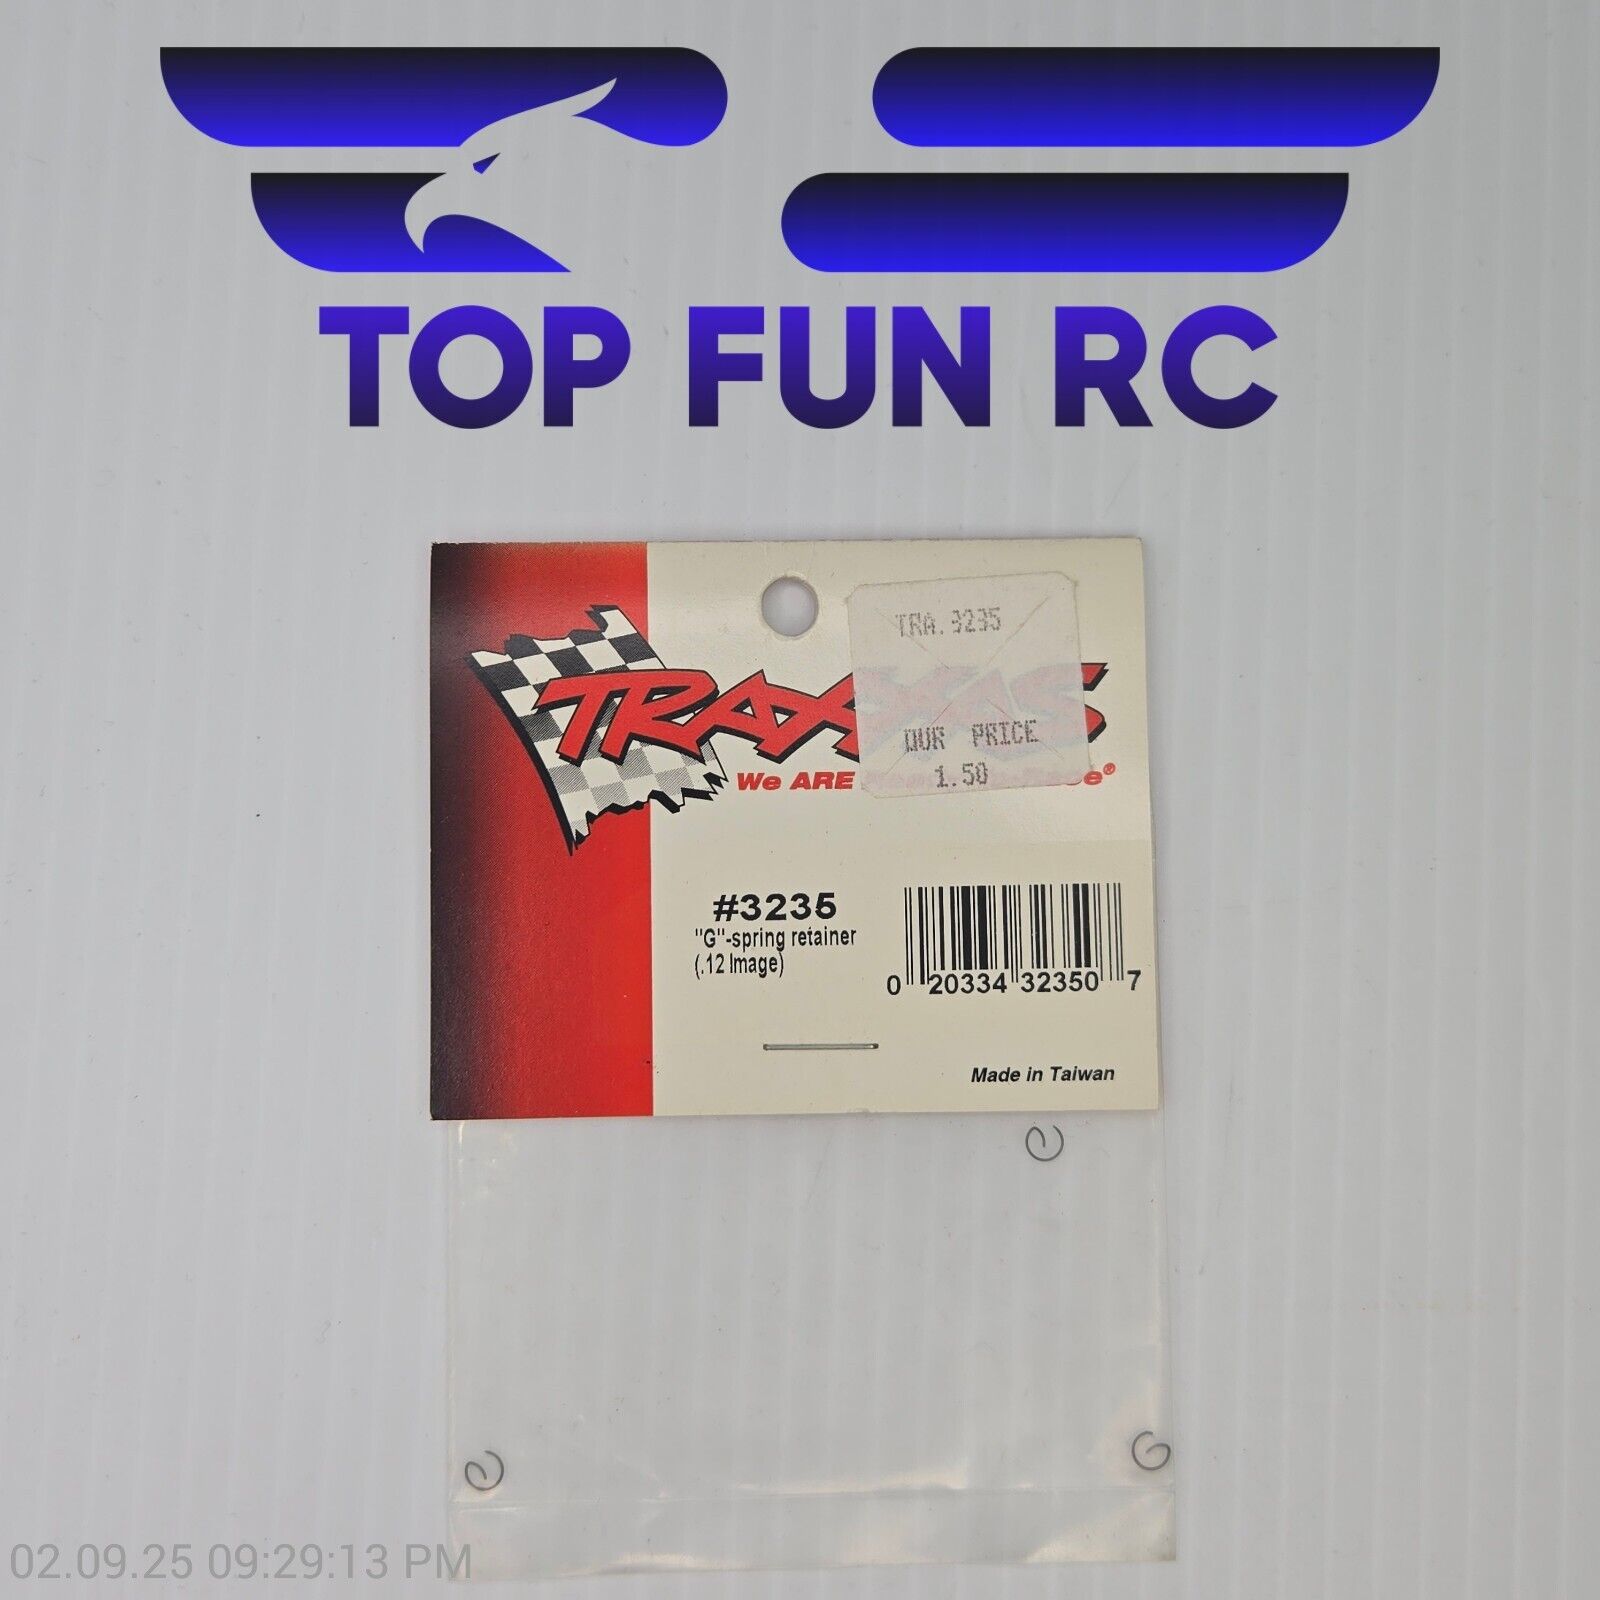 TOP FUN RC
TRA. 3235
TRAXXAS
OUR PRICE
We ARE
1.50
#3235
"G"-spring retainer
(.12 Image)
0 20334 32350 7
Made in Taiwan
02.09.25 09:29:13 PM